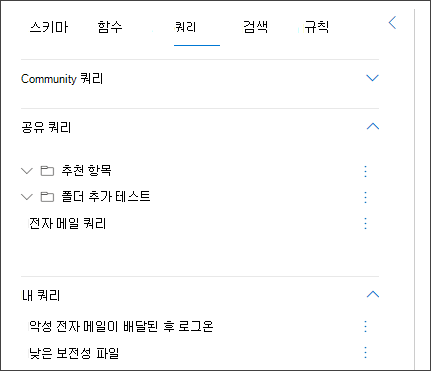 스키마 함수 쿼리 검색 규칙
Community 쿼리
공유 쿼리
추천 항목
폴더 추가 테스트
전자 메일 쿼리
내 쿼리
악성 전자 메일이 배달된 후 로그온
낮은 보전성 파일